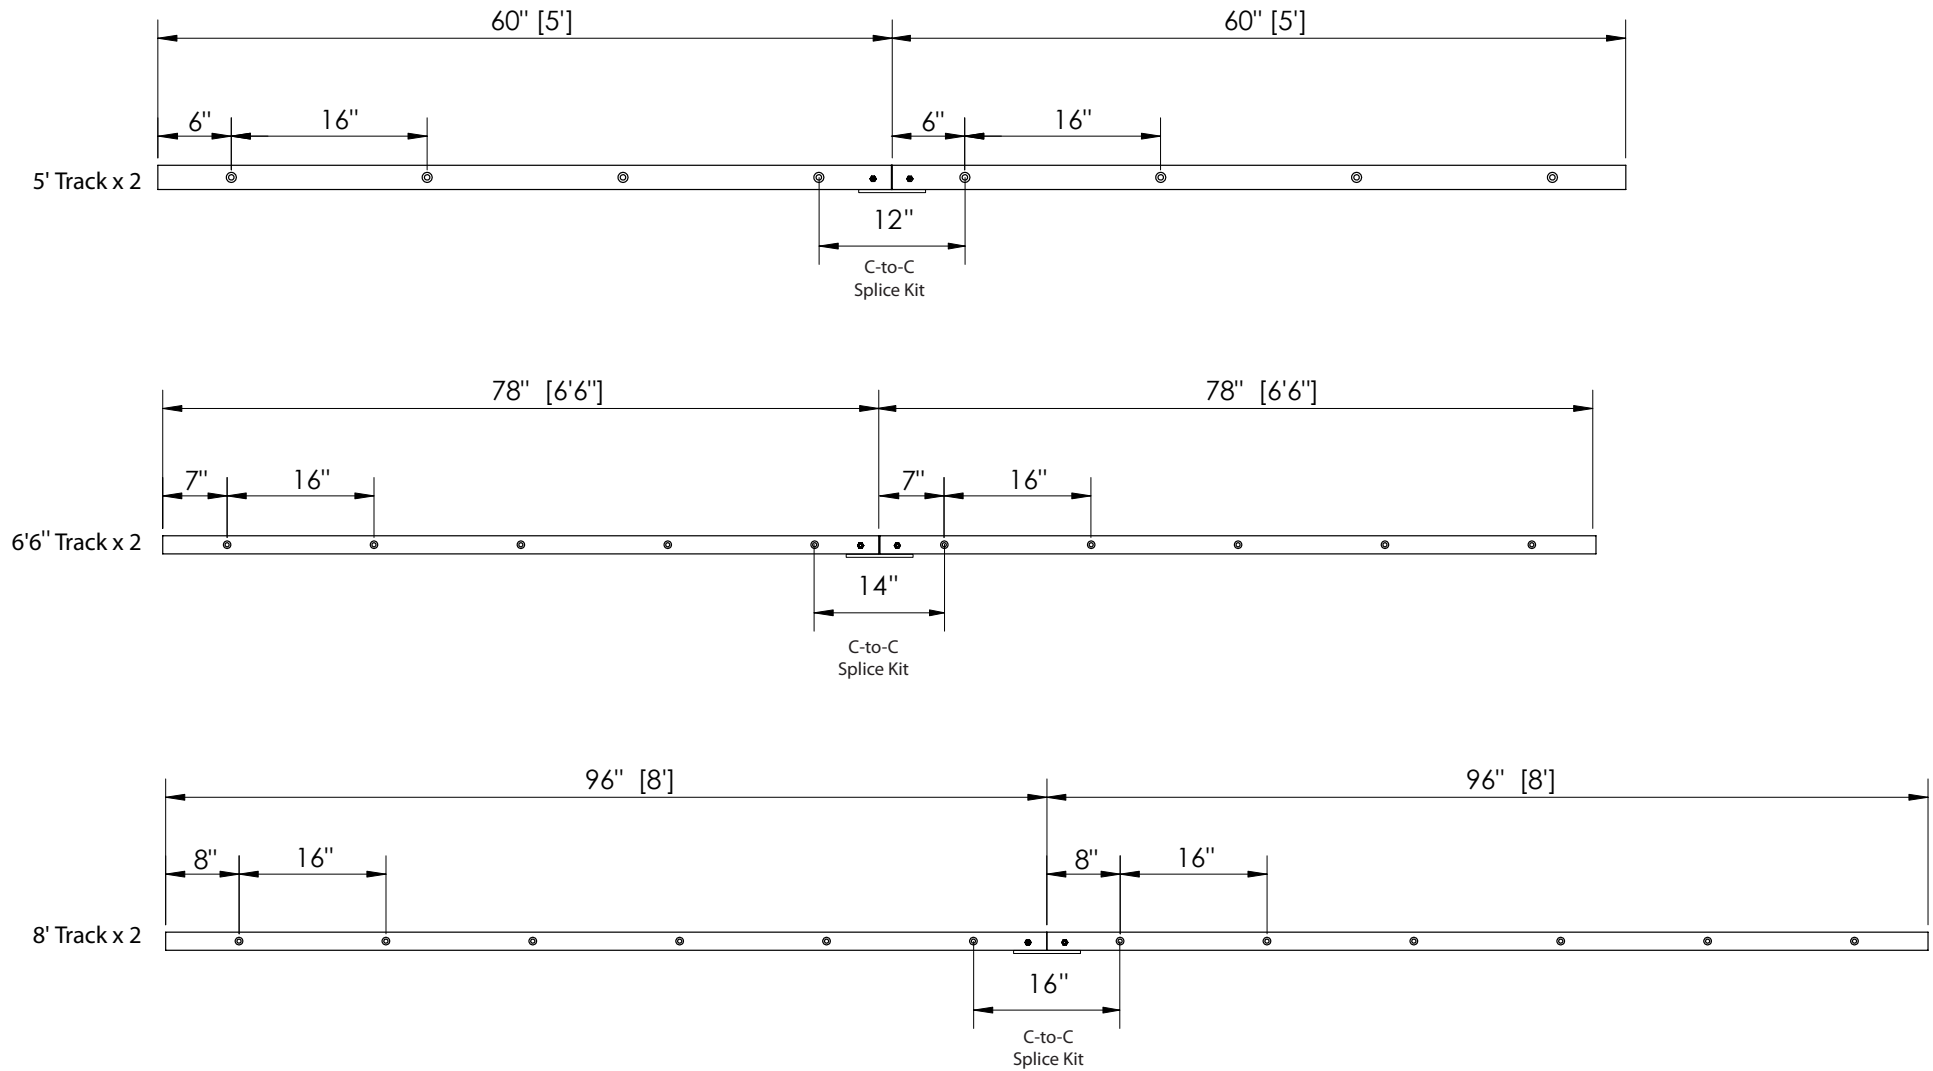 60" [5'] 60" [5']
6" 16" 6" 16"
5' Track x 2
12"
C-to-C
Splice Kit
78" [6'6"] 78" [6'6"]
7" 16" 7" 16"
6'6" Track x 2
14"
C-to-C
Splice Kit
96" [8'] 96" [8']
8" 16" 8" 16"
8' Track x 2
16"
C-to-C
Splice Kit